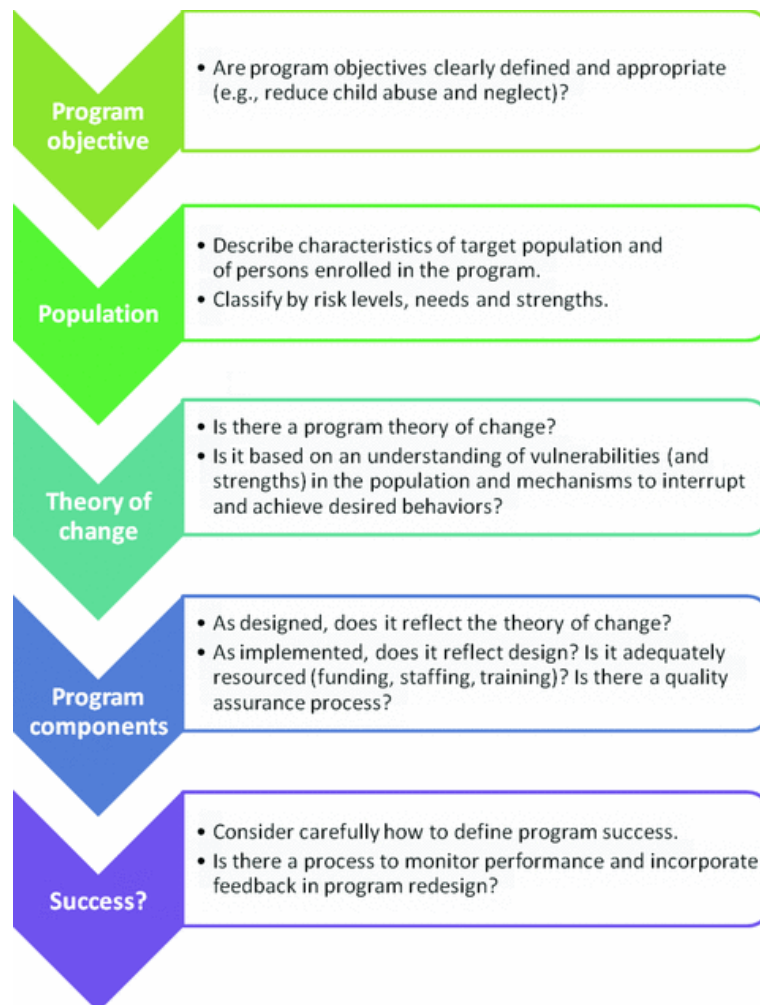 Program
objective
• Are program objectives clearly defined and appropriate
(e.g., reduce child abuse and neglect)?
Population
• Describe characteristics of target population and
of persons enrolled in the program.
• Classify by risk levels, needs and strengths.
Theory of
change
• Is there a program theory of change?
• Is it based on an understanding of vulnerabilities (and
strengths) in the population and mechanisms to interrupt
and achieve desired behaviors?
Program
components
• As designed, does it reflect the theory of change?
• As implemented, does it reflect design? Is it adequately
resourced (funding, staffing, training)? Is there a quality
assurance process?
Success?
• Consider carefully how to define program success.
• Is there a process to monitor performance and incorporate
feedback in program redesign?